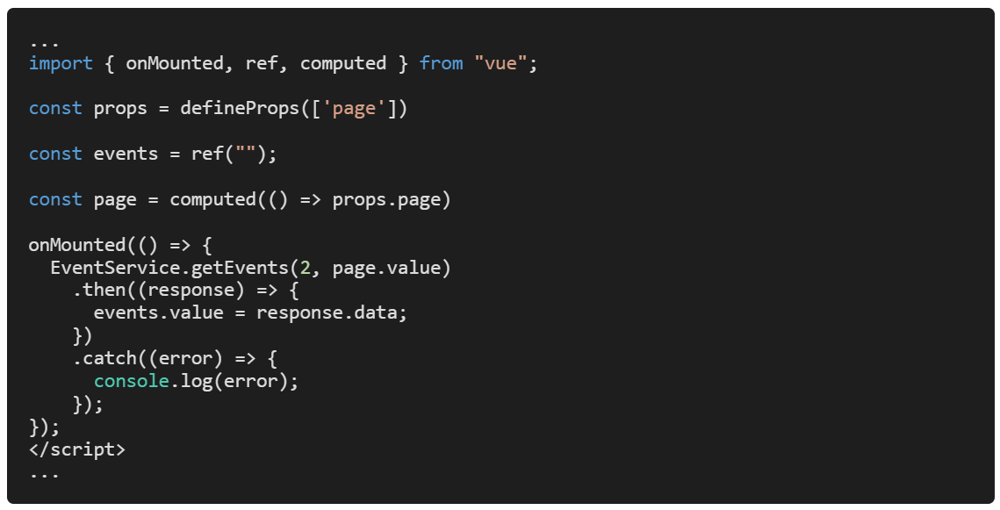 ...
import { onMounted, ref, computed } from "vue";
const props = defineProps(['page'])
const events = ref("");
const page = computed(() => props.page)
onMounted(() => {
  EventService.getEvents(2, page.value)
    .then((response) => {
      events.value = response.data;
    })
    .catch((error) => {
      console.log(error);
    });
});
</script>
...